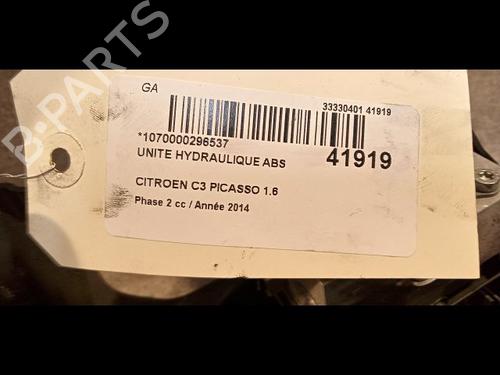 GA
33330401 41919
*1070000296537
UNITE HYDRAULIQUE ABS
41919
CITROEN C3 PICASSO 1.6
Phase 2 cc / Année 2014
B-PARTS